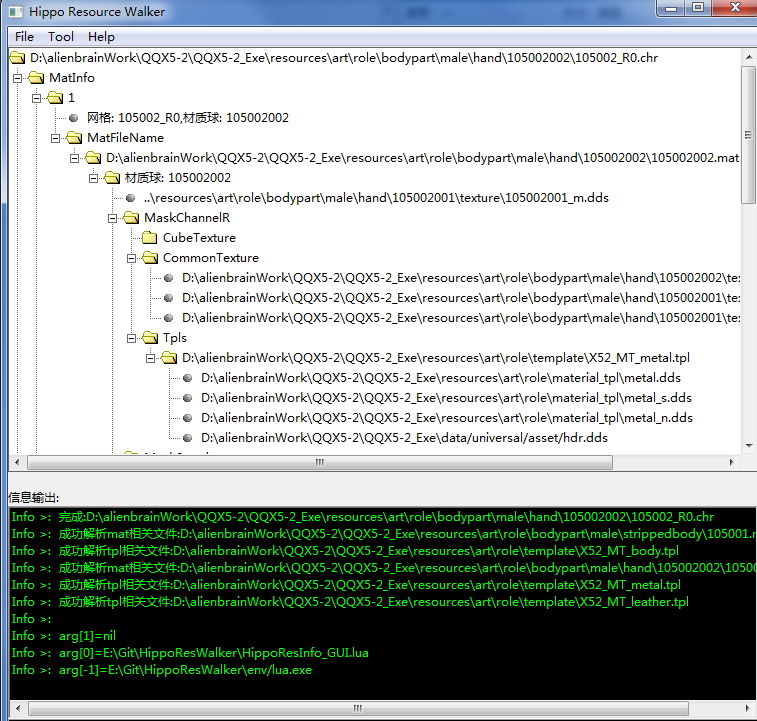 Hippo Resource Walker
File Tool Help
D:\alienbrainWork\QQX5-2\QQX5-2_Exe\resources\art\role\bodypart\male\hand\105002002\105002_R0.chr
MatInfo
1
网格: 105002_R0,材质球: 105002002
MatFileName
D:\alienbrainWork\QQX5-2\QQX5-2_Exe\resources\art\role\bodypart\male\hand\105002002\105002002.mat
材质球: 105002002
..\resources\art\role\bodypart\male\hand\105002001\texture\105002001_m.dds
MaskChannelR
CubeTexture
CommonTexture
D:\alienbrainWork\QQX5-2\QQX5-2_Exe\resources\art\role\bodypart\male\hand\105002002\te:
D:\alienbrainWork\QQX5-2\QQX5-2_Exe\resources\art\role\bodypart\male\hand\105002001\te:
D:\alienbrainWork\QQX5-2\QQX5-2_Exe\resources\art\role\bodypart\male\hand\105002001\te:
Tpls
D:\alienbrainWork\QQX5-2\QQX5-2_Exe\resources\art\role\template\X52_MT_metal.tpl
D:\alienbrainWork\QQX5-2\QQX5-2_Exe\resources\art\role\material_tpl\metal.dds
D:\alienbrainWork\QQX5-2\QQX5-2_Exe\resources\art\role\material_tpl\metal_s.dds
D:\alienbrainWork\QQX5-2\QQX5-2_Exe\resources\art\role\material_tpl\metal_n.dds
D:\alienbrainWork\QQX5-2\QQX5-2_Exe\data/universal/asset/hdr.dds
信息输出:
Info >: 完成:D:\alienbrainWork\QQX5-2\QQX5-2_Exe\resources\art\role\bodypart\male\hand\105002002\105002_R0.chr
Info >: 成功解析mat相关文件:D:\alienbrainWork\QQX5-2\QQX5-2_Exe\resources\art\role\bodypart\male\strippedbody\105001.m
Info >: 成功解析tpl相关文件:D:\alienbrainWork\QQX5-2\QQX5-2_Exe\resources\art\role\template\X52_MT_body.tpl
Info >: 成功解析mat相关文件:D:\alienbrainWork\QQX5-2\QQX5-2_Exe\resources\art\role\bodypart\male\hand\105002002\10500
Info >: 成功解析tpl相关文件:D:\alienbrainWork\QQX5-2\QQX5-2_Exe\resources\art\role\template\X52_MT_metal.tpl
Info >: 成功解析tpl相关文件:D:\alienbrainWork\QQX5-2\QQX5-2_Exe\resources\art\role\template\X52_MT_leather.tpl
Info >:
Info >: arg[1]=nil
Info >: arg[0]=E:\Git\HippoResWalker\HippoResInfo_GUI.lua
Info >: arg[-1]=E:\Git\HippoResWalker\env/lua.exe